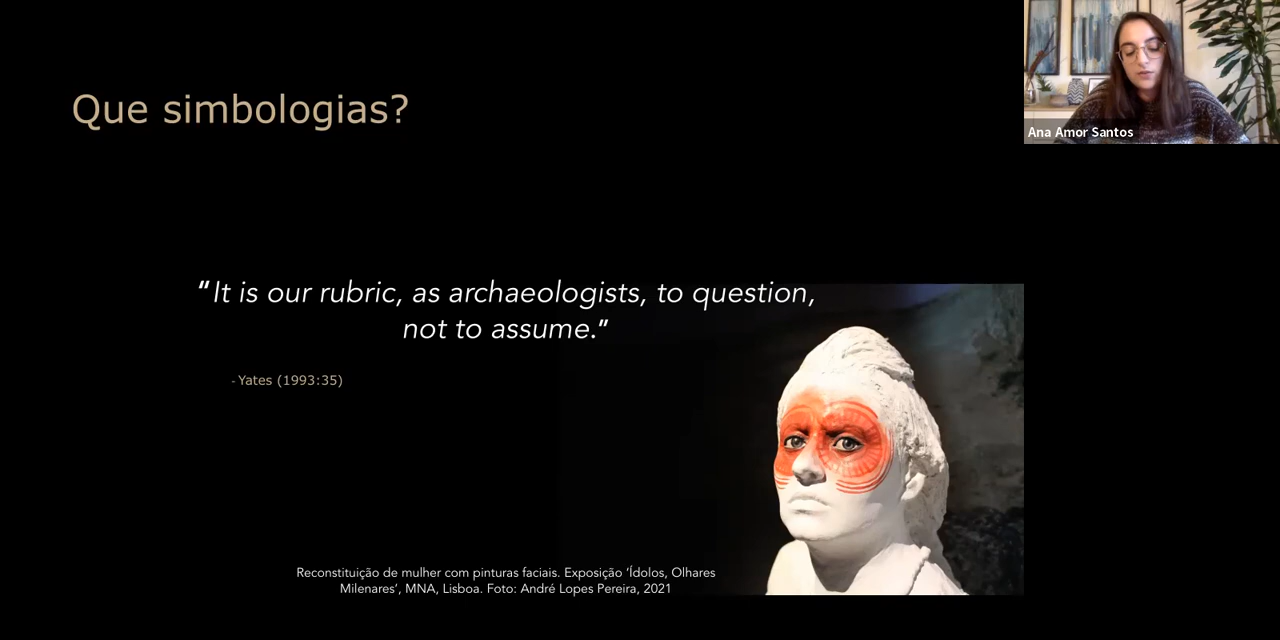 Que simbologias?
Ana Amor Santos
“It is our rubric, as archaeologists, to question,
not to assume.”
- Yates (1993:35)
Reconstituição de mulher com pinturas faciais. Exposição ‘Ídolos, Olhares
Milenares’, MNA, Lisboa. Foto: André Lopes Pereira, 2021